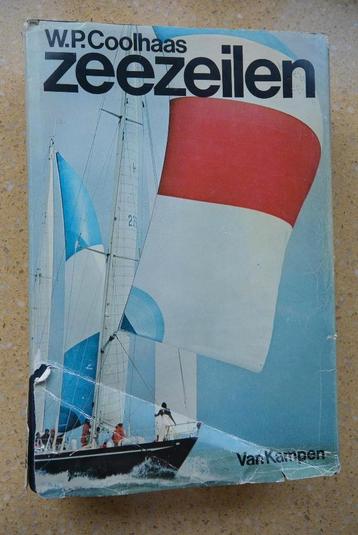 W.P. Coolhaas
zeezeilen
Van Kampen